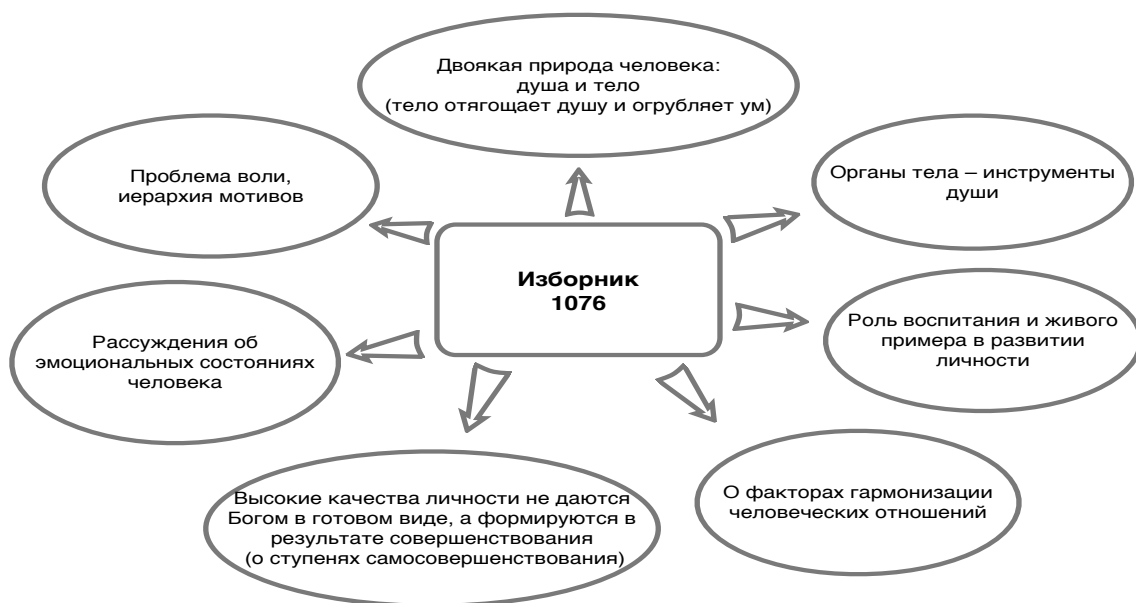 Двоякая природа человека:
душа и тело
(тело отягощает душу и огрубляет ум)
Проблема воли,
иерархия мотивов
Органы тела – инструменты
души
Изборник
1076
Рассуждения об
эмоциональных состояниях
человека
Роль воспитания и живого
примера в развитии
личности
Высокие качества личности не даются
Богом в готовом виде, а формируются в
результате совершенствования
(о ступенях самосовершенствования)
О факторах гармонизации
человеческих отношений